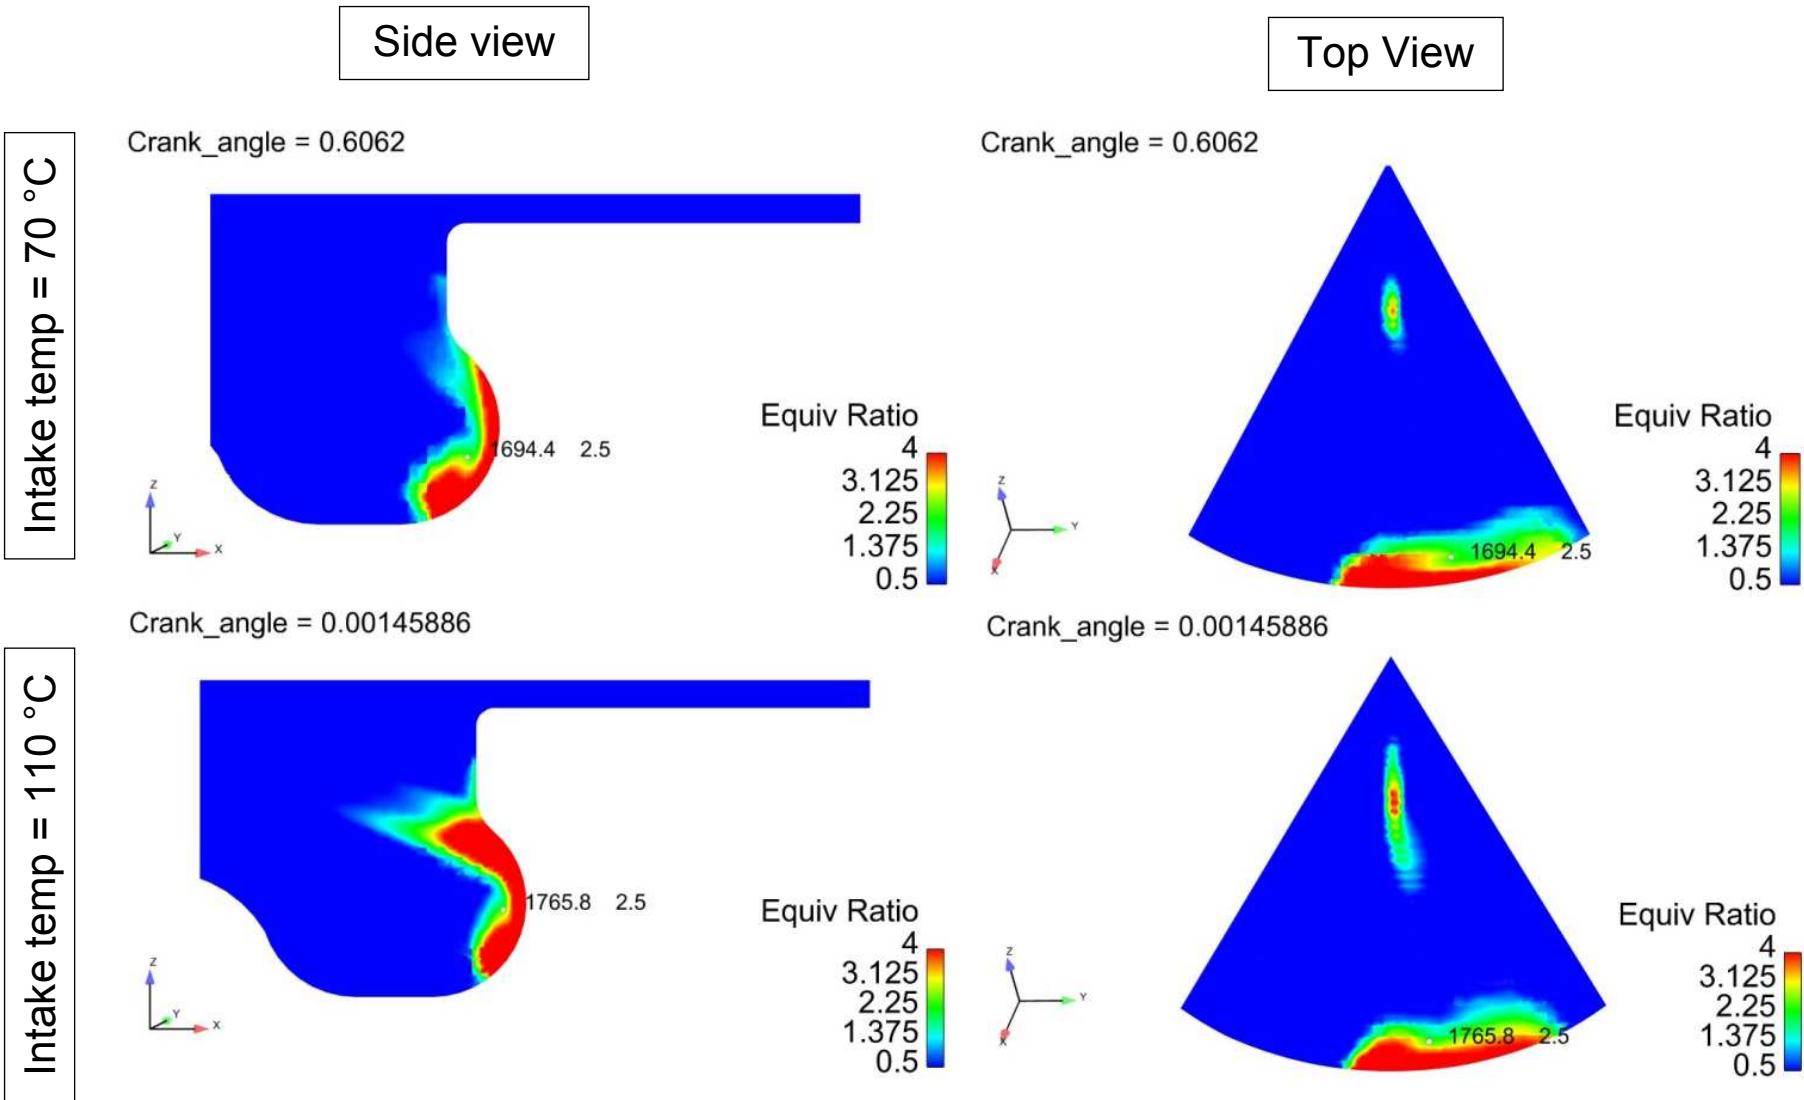 Side view
Top View
Intake temp = 70 °C
Crank_angle = 0.6062
1694.4 2.5
Equiv Ratio
4
3.125
2.25
1.375
0.5
Z
Y
X
Crank_angle = 0.6062
1694.4 2.5
Equiv Ratio
4
3.125
2.25
1.375
0.5
Z
Y
X
Intake temp = 110 °C
Crank_angle = 0.00145886
1765.8 2.5
Equiv Ratio
4
3.125
2.25
1.375
0.5
Z
Y
X
Crank_angle = 0.00145886
1765.8 2.5
Equiv Ratio
4
3.125
2.25
1.375
0.5
Z
Y
X